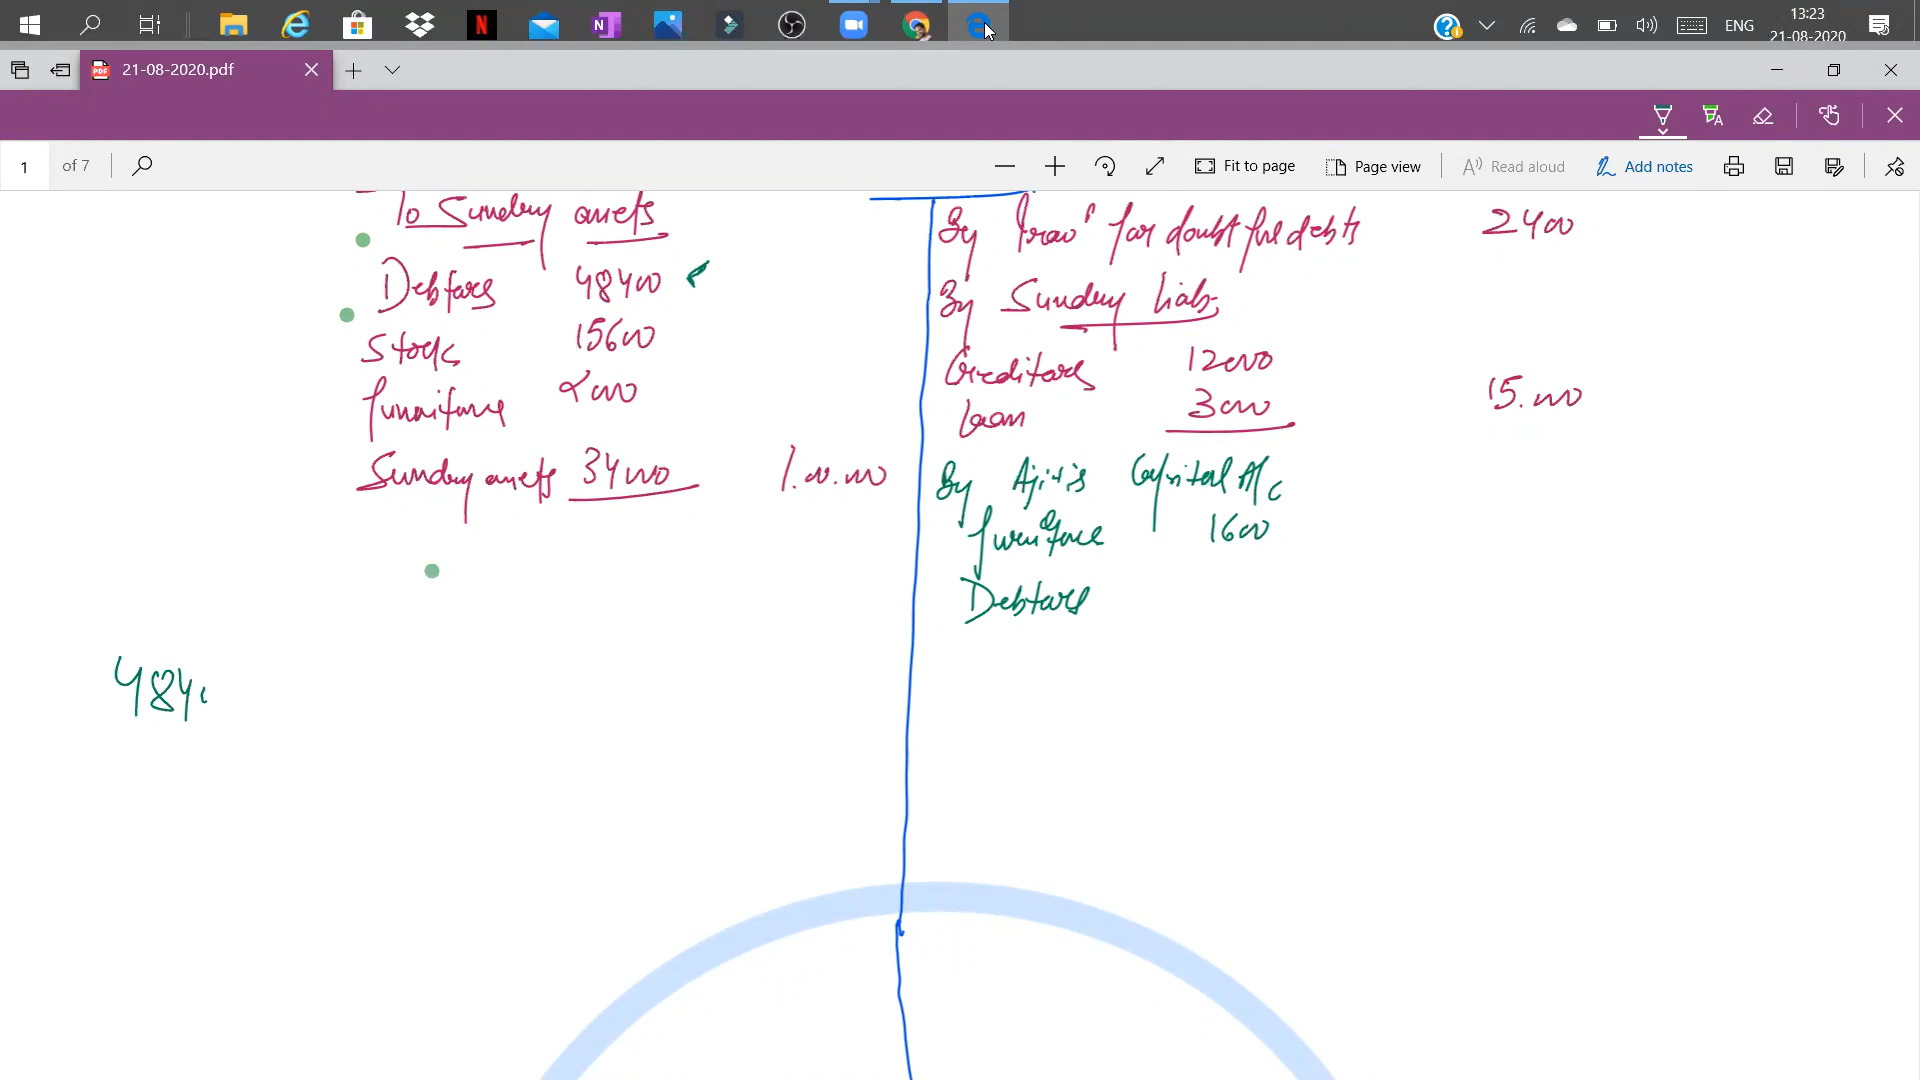 ENG
13:23
21-08-2020
21-08-2020.pdf
1 of 7
Fit to page
Page view
Read aloud
Add notes
To Sundry assets
Debtors 48400
Stock 15600
furniture 2000
Sundry assets 34000 1.00.000
By Prov" for doubtful debts 2400
By Sundry Liab.
Creditors 12000
Loan 3000 15.000
By Ajit's Capital A/c
furniture 1600
Debtors
484